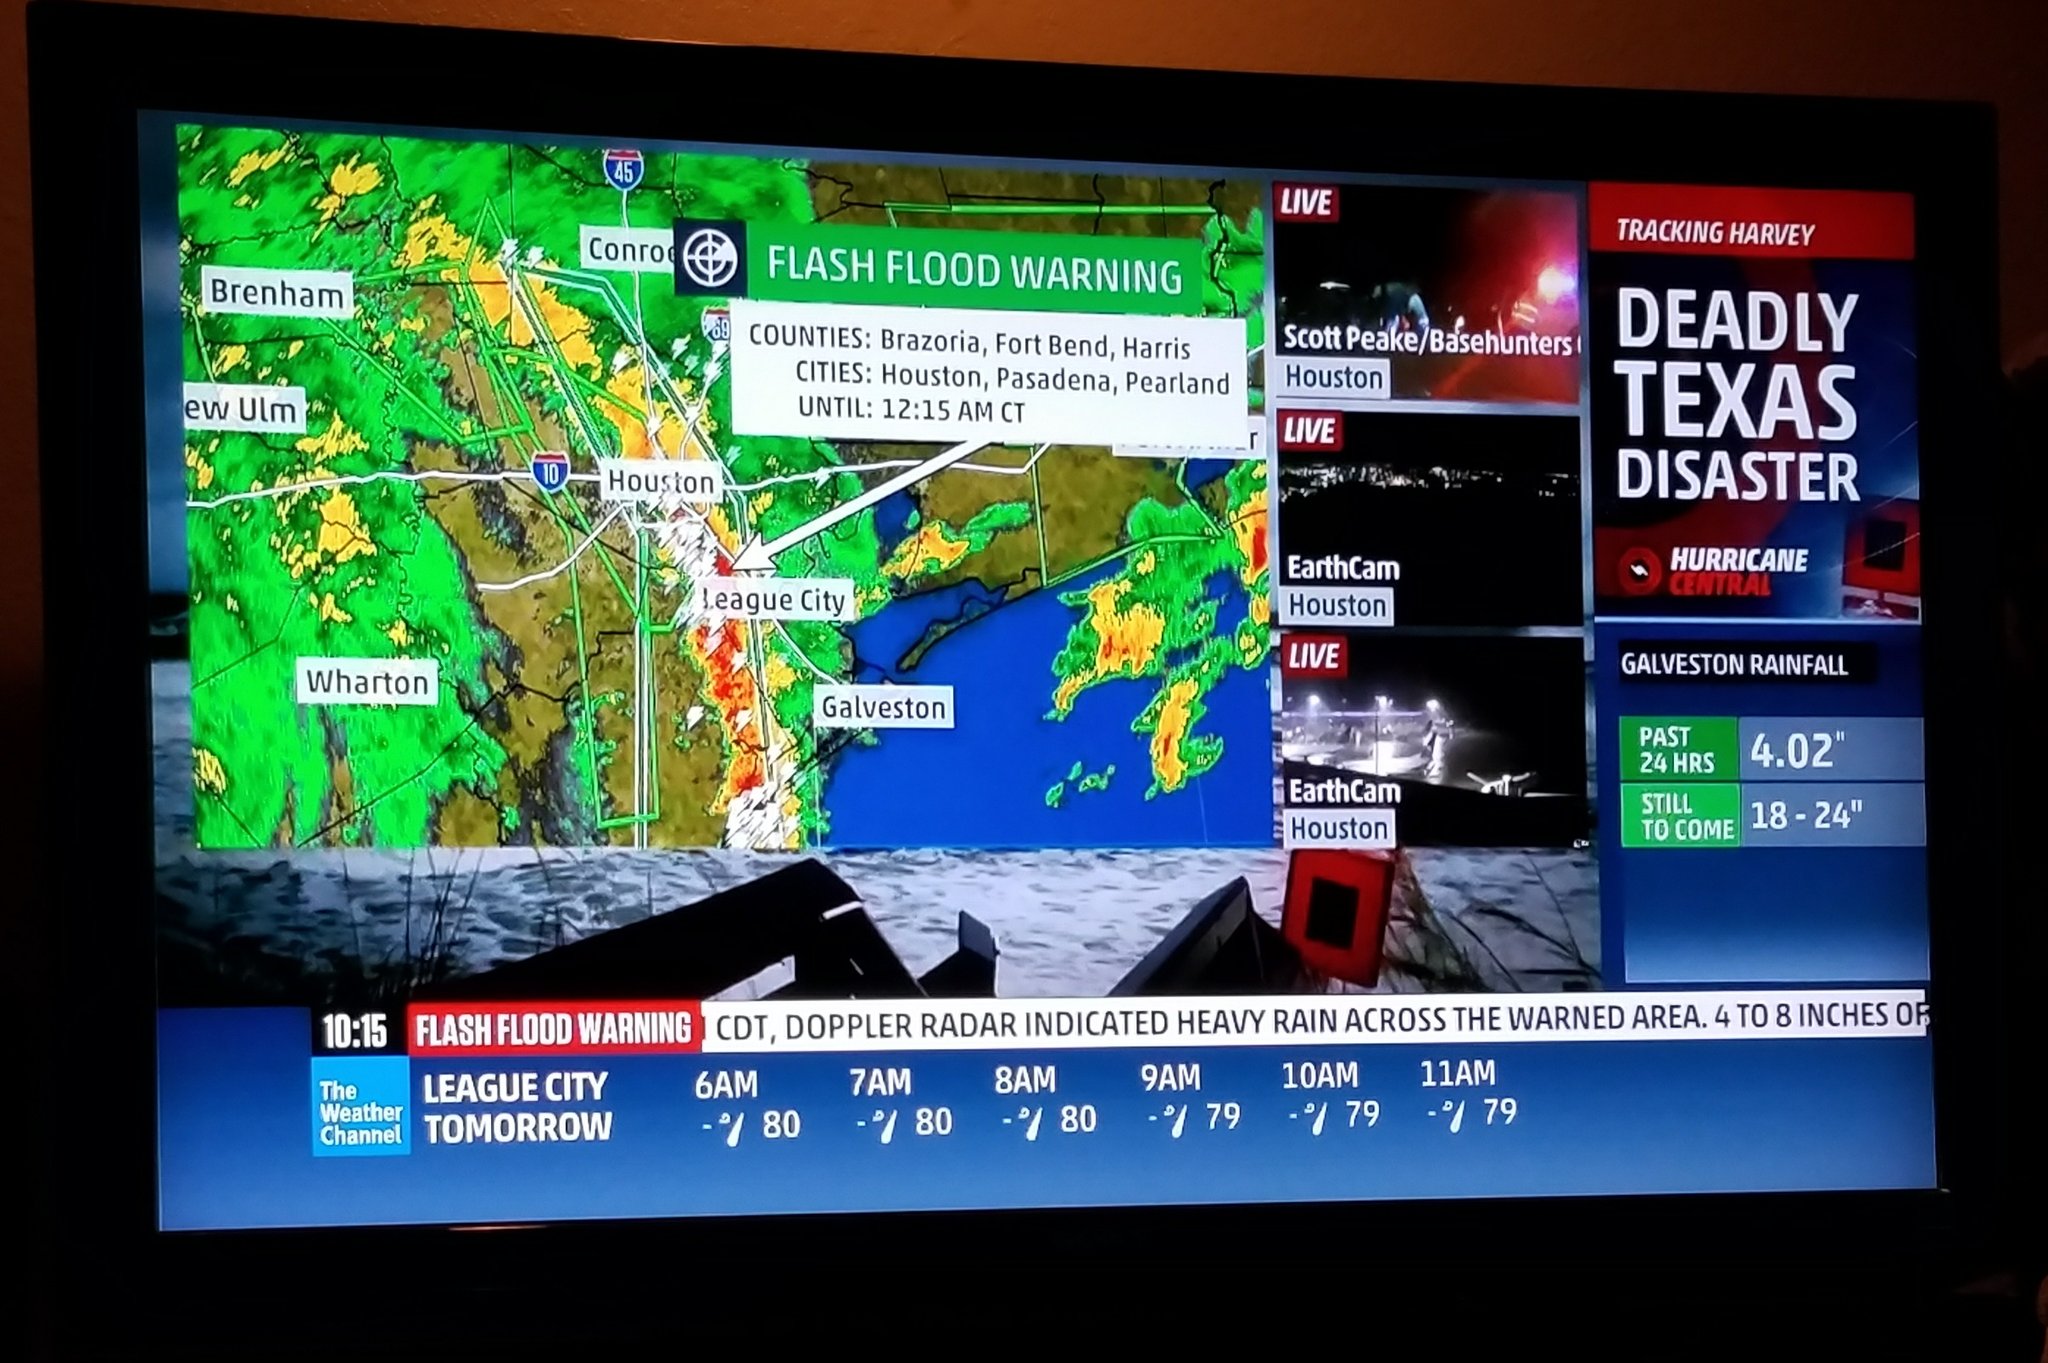 45
Conroe
Brenham
FLASH FLOOD WARNING
69
COUNTIES: Brazoria, Fort Bend, Harris
CITIES: Houston, Pasadena, Pearland
UNTIL: 12:15 AM CT
ew Ulm
10
Houston
League City
Wharton
Galveston
LIVE
Scott Peake/Basehunters
Houston
LIVE
EarthCam
Houston
LIVE
EarthCam
Houston
TRACKING HARVEY
DEADLY
TEXAS
DISASTER
HURRICANE
CENTRAL
GALVESTON RAINFALL
PAST
24 HRS
4.02"
STILL
TO COME
18 - 24"
10:15
FLASH FLOOD WARNING
CDT, DOPPLER RADAR INDICATED HEAVY RAIN ACROSS THE WARNED AREA. 4 TO 8 INCHES OF
The
Weather
Channel
LEAGUE CITY
TOMORROW
6AM 7AM 8AM 9AM 10AM 11AM
80 80 80 79 79 79